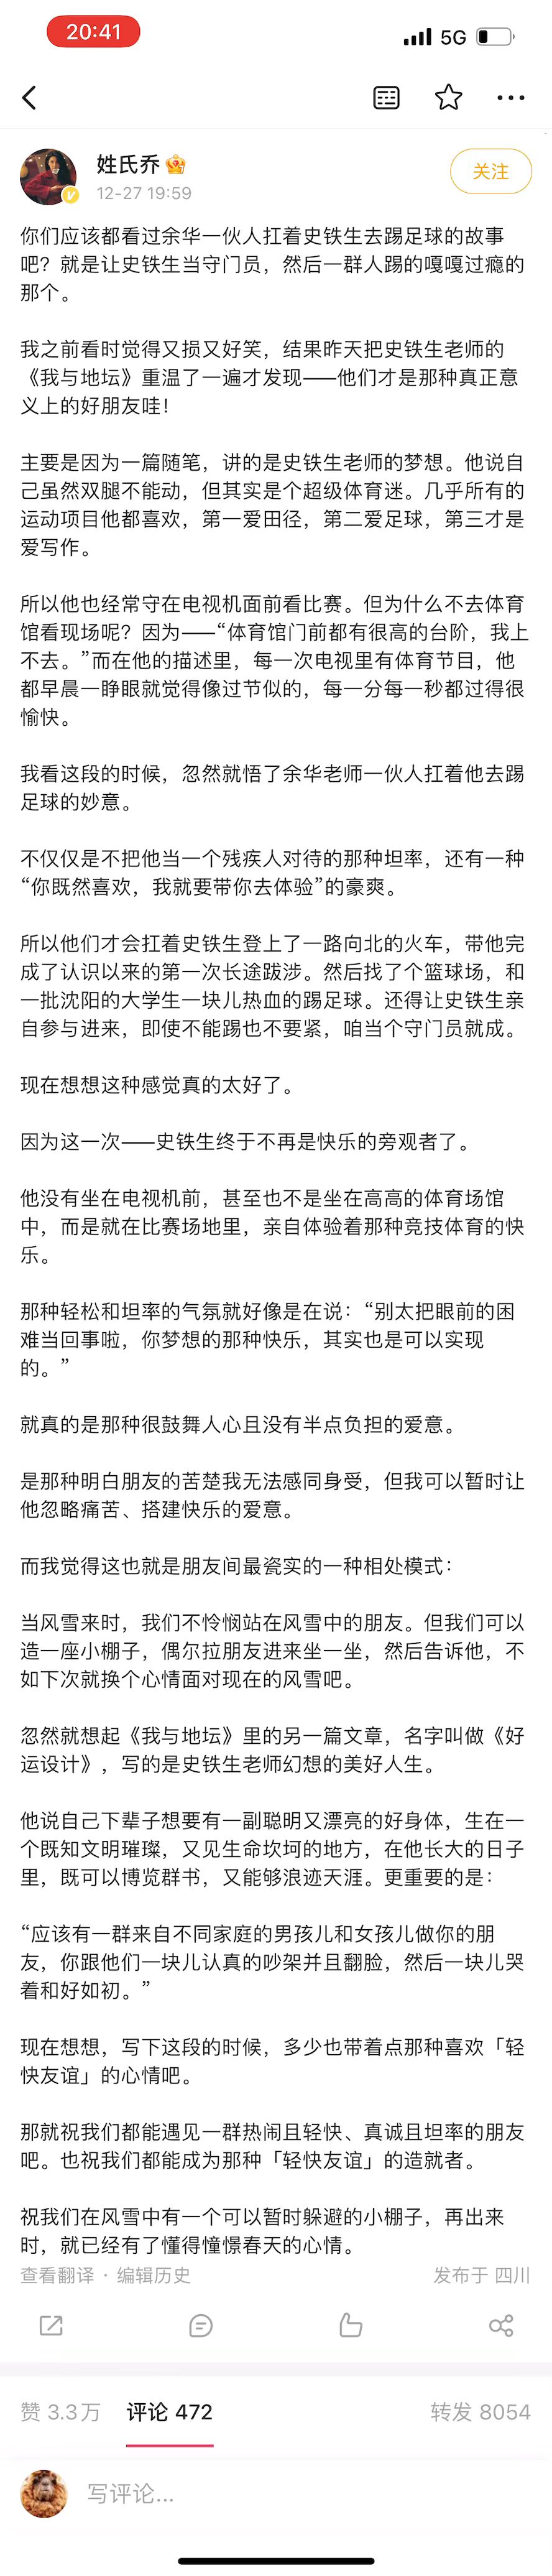 20:41
5G
姓氏乔
12-27 19:59
关注
你们应该都看过余华一伙人扛着史铁生去踢足球的故事
吧？就是让史铁生当守门员，然后一群人踢的嘎嘎过瘾的
那个。
我之前看时觉得又损又好笑，结果昨天把史铁生老师的
《我与地坛》重温了一遍才发现——他们才是那种真正意
义上的好朋友哇！
主要是因为一篇随笔，讲的是史铁生老师的梦想。他说自
己虽然双腿不能动，但其实是个超级体育迷。几乎所有的
运动项目他都喜欢，第一爱田径，第二爱足球，第三才是
爱写作。
所以他也经常守在电视机面前看比赛。但为什么不去体育
馆看现场呢？因为——“体育馆门前都有很高的台阶，我上
不去。”而在他的描述里，每一次电视里有体育节目，他
都早晨一睁眼就觉得像过节似的，每一分每一秒都过得很
愉快。
我看这段的时候，忽然就悟了余华老师一伙人扛着他去踢
足球的妙意。
不仅仅是不把他当一个残疾人对待的那种坦率，还有一种
“你既然喜欢，我就要带你去体验”的豪爽。
所以他们才会扛着史铁生登上了一路向北的火车，带他完
成了认识以来的第一次长途跋涉。然后找了个篮球场，和
一批沈阳的大学生一块儿热血的踢足球。还得让史铁生亲
自参与进来，即使不能踢也不要紧，咱当个守门员就成。
现在想想这种感觉真的太好了。
因为这一次——史铁生终于不再是快乐的旁观者了。
他没有坐在电视机前，甚至也不是坐在高高的体育场馆
中，而是就在比赛场地里，亲自体验着那种竞技体育的快
乐。
那种轻松和坦率的气氛就好像是在说：“别太把眼前的困
难当回事啦，你梦想的那种快乐，其实也是可以实现
的。”
就真的是那种很鼓舞人心且没有半点负担的爱意。
是那种明白朋友的苦楚我无法感同身受，但我可以暂时让
他忽略痛苦、搭建快乐的爱意。
而我觉得这也就是朋友间最瓷实的一种相处模式：
当风雪来时，我们不怜悯站在风雪中的朋友。但我们可以
造一座小棚子，偶尔拉朋友进来坐一坐，然后告诉他，不
如下次就换个心情面对现在的风雪吧。
忽然就想起《我与地坛》里的另一篇文章，名字叫做《好
运设计》，写的是史铁生老师幻想的美好人生。
他说自己下辈子想要有一副聪明又漂亮的好身体，生在一
个既知文明璀璨，又见生命坎坷的地方，在他长大的日子
里，既可以博览群书，又能够浪迹天涯。更重要的是：
“应该有一群来自不同家庭的男孩儿和女孩儿做你的朋
友，你跟他们一块儿认真的吵架并且翻脸，然后一块儿哭
着和好如初。”
现在想想，写下这段的时候，多少也带着点那种喜欢「轻
快友谊」的心情吧。
那就祝我们都能遇见一群热闹且轻快、真诚且坦率的朋友
吧。也祝我们都能成为那种「轻快友谊」的造就者。
祝我们在风雪中有一个可以暂时躲避的小棚子，再出来
时，就已经有了懂得憧憬春天的心情。
查看翻译 · 编辑历史 发布于 四川
赞 3.3万 评论 472 转发 8054
写评论...